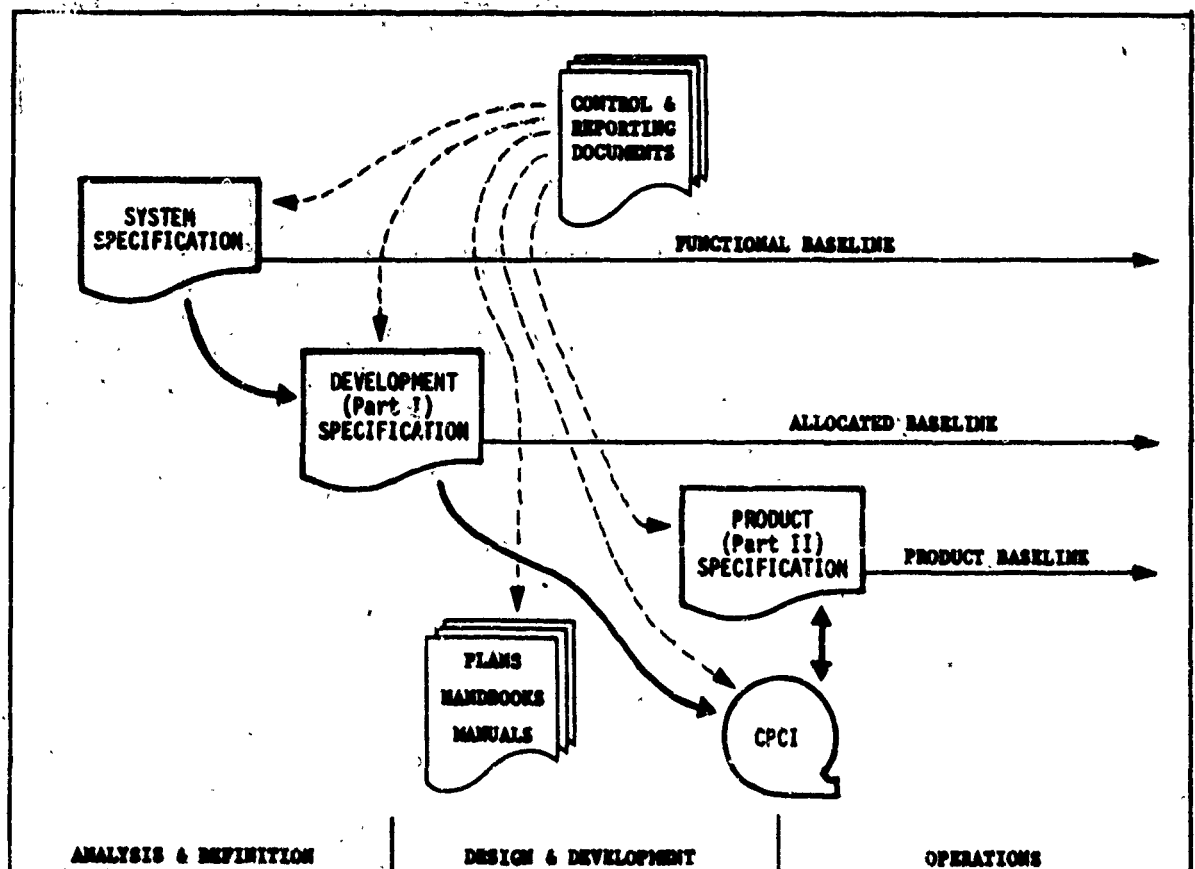 CONTROL &
REPORTING
DOCUMENTS
SYSTEM
SPECIFICATION
FUNCTIONAL BASELINE
DEVELOPMENT
(Part I)
SPECIFICATION
ALLOCATED BASELINE
PRODUCT
(Part II)
SPECIFICATION
PRODUCT BASELINE
PLANS
HANDBOOKS
MANUALS
CPCI
ANALYSIS & DEFINITION
DESIGN & DEVELOPMENT
OPERATIONS